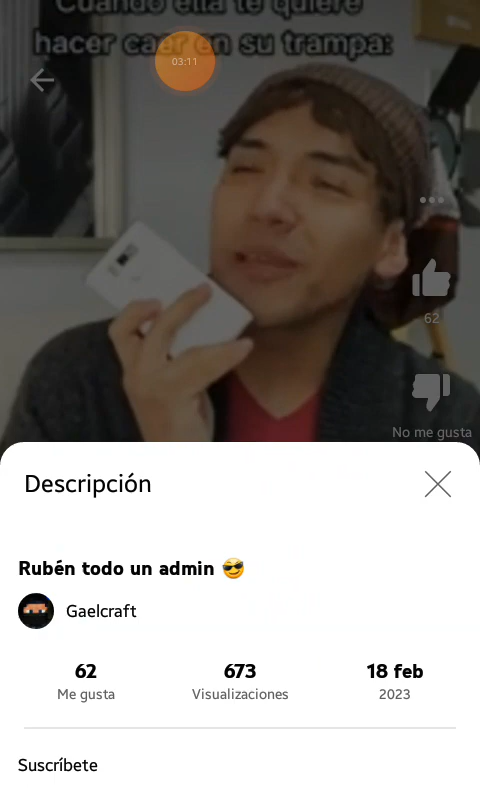 Cuando ella te quiere
hacer caer en su trampa:
03:11
62
No me gusta
Descripción
Rubén todo un admin 😎
Gaelcraft
62 673 18 feb
Me gusta Visualizaciones 2023
Suscríbete